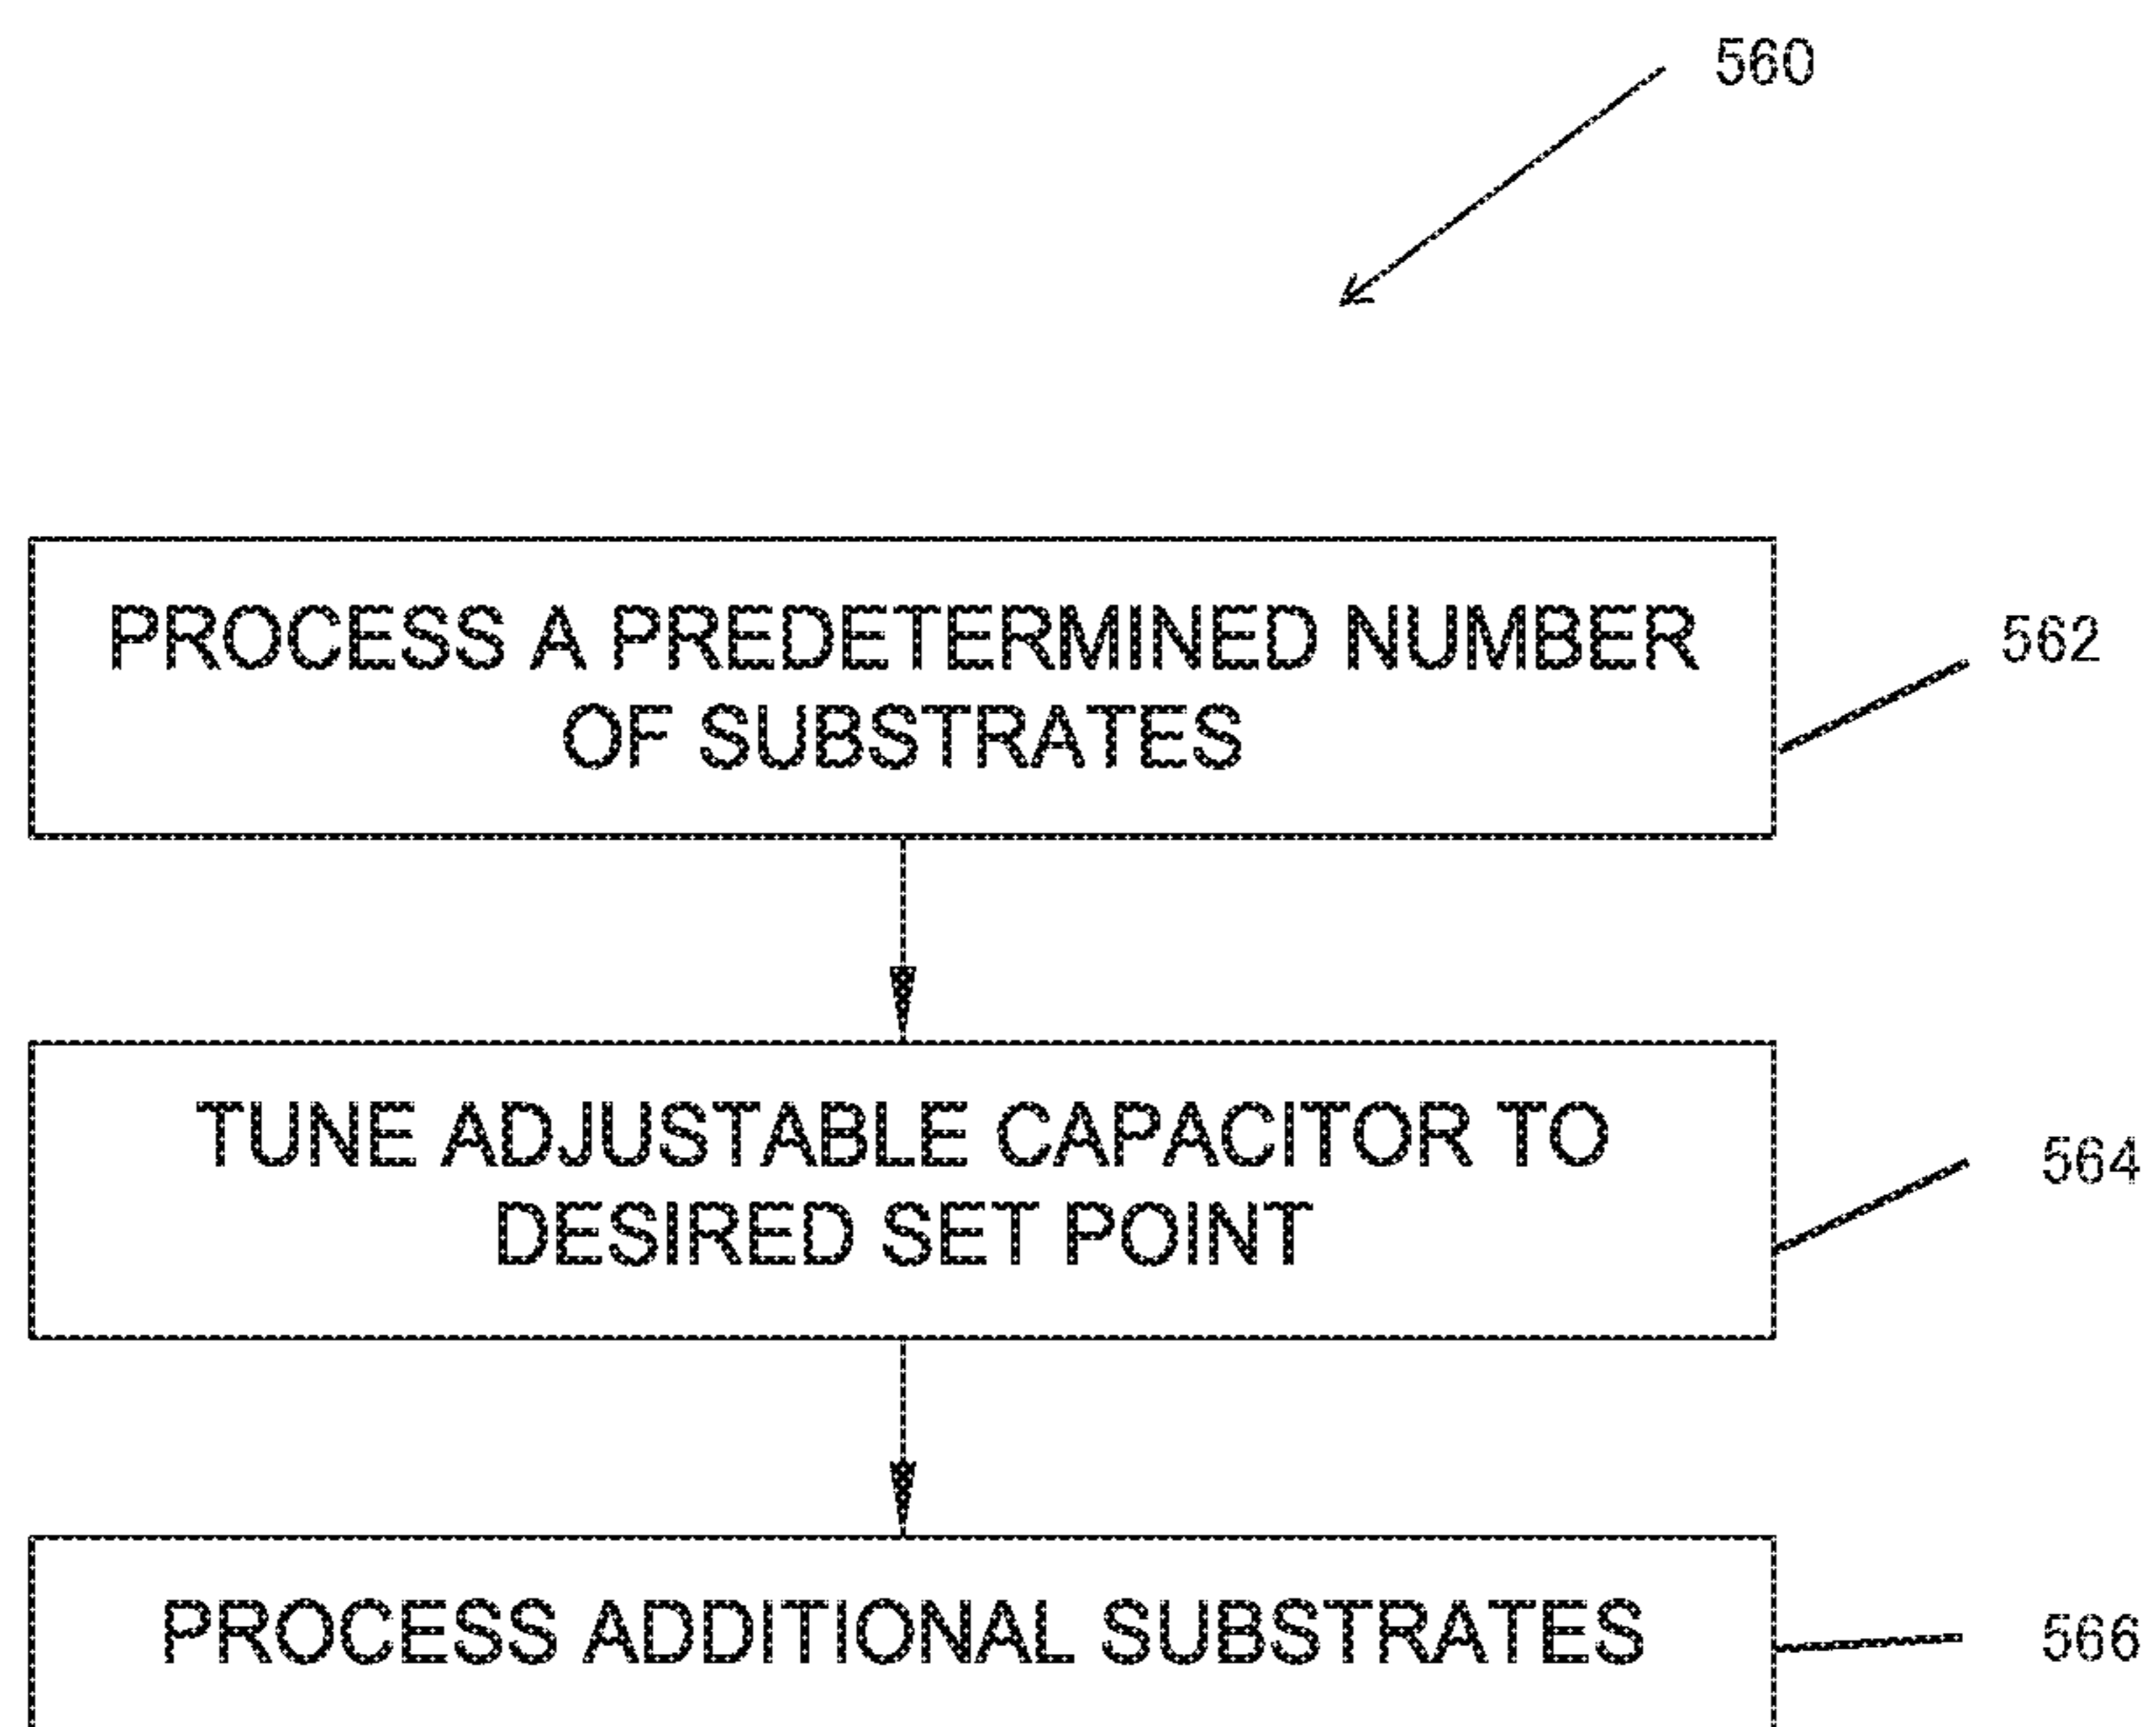 560
PROCESS A PREDETERMINED NUMBER
OF SUBSTRATES
562
TUNE ADJUSTABLE CAPACITOR TO
DESIRED SET POINT
564
PROCESS ADDITIONAL SUBSTRATES
566